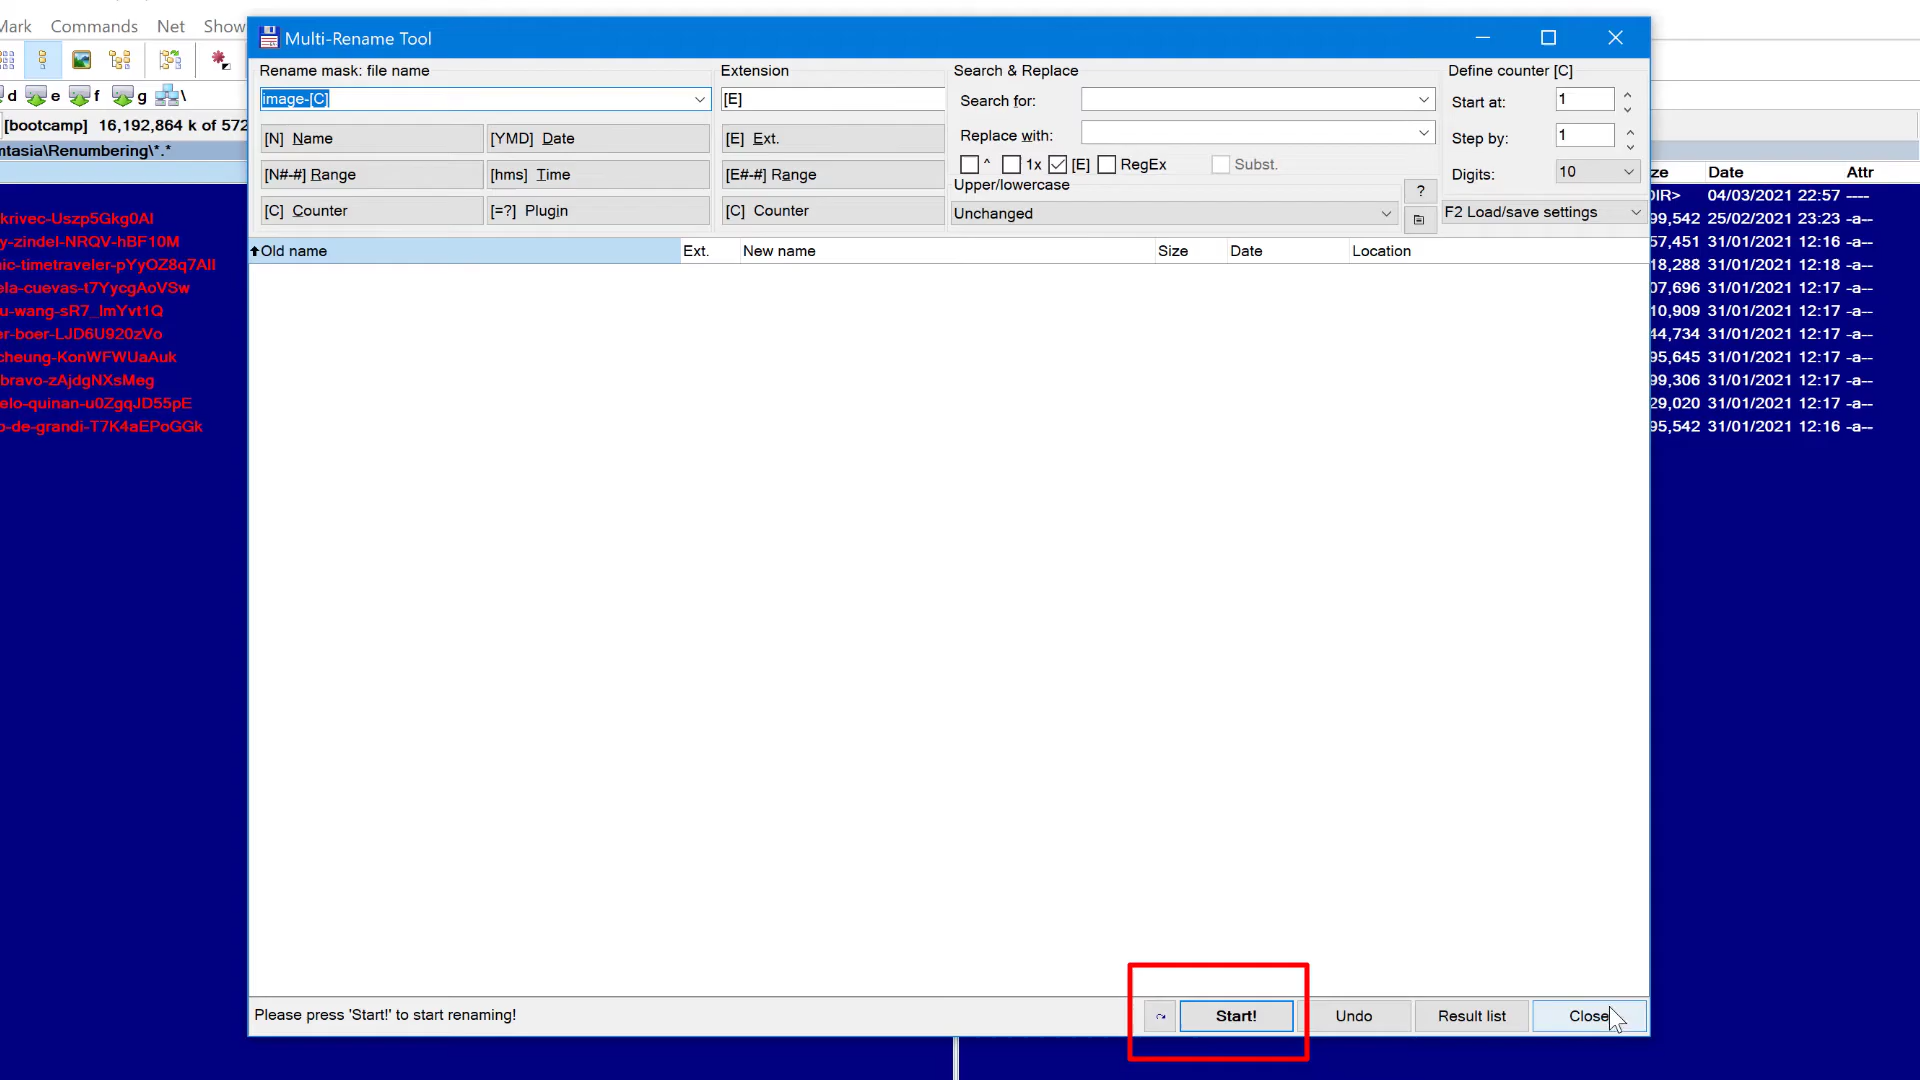 Mark Commands Net Show
d e f g \
[bootcamp] 16,192,864 k of 572
mtasia\Renumbering\*.*
krivec-Uszp5Gkg0AI
y-zindel-NRQV-hBF10M
nic-timetraveler-pYyOZ8q7AII
ela-cuevas-t7YycgAoVSw
u-wang-sR7_lmYvt1Q
er-boer-LJD6U920zVo
cheung-KonWFWUaAuk
bravo-zAjdgNXsMeg
elo-quinan-u0ZgqJD55pE
o-de-grandi-T7K4aEPoGGk
Multi-Rename Tool
Rename mask: file name
image-[C]
[N] Name
[YMD] Date
[N#-#] Range
[hms] Time
[C] Counter
[=?] Plugin
Extension
[E]
[E] Ext.
[E#-#] Range
[C] Counter
Search & Replace
Search for:
Replace with:
^ 1x [E] RegEx Subst.
Upper/lowercase
?
Unchanged
Define counter [C]
Start at: 1
Step by: 1
Digits: 10
F2 Load/save settings
Old name Ext. New name Size Date Location
Please press 'Start!' to start renaming!
Start!
Undo
Result list
Close
ze Date Attr
DIR> 04/03/2021 22:57 ----
99,542 25/02/2021 23:23 -a--
57,451 31/01/2021 12:16 -a--
18,288 31/01/2021 12:18 -a--
07,696 31/01/2021 12:17 -a--
10,909 31/01/2021 12:17 -a--
44,734 31/01/2021 12:17 -a--
95,645 31/01/2021 12:17 -a--
99,306 31/01/2021 12:17 -a--
29,020 31/01/2021 12:17 -a--
95,542 31/01/2021 12:16 -a--